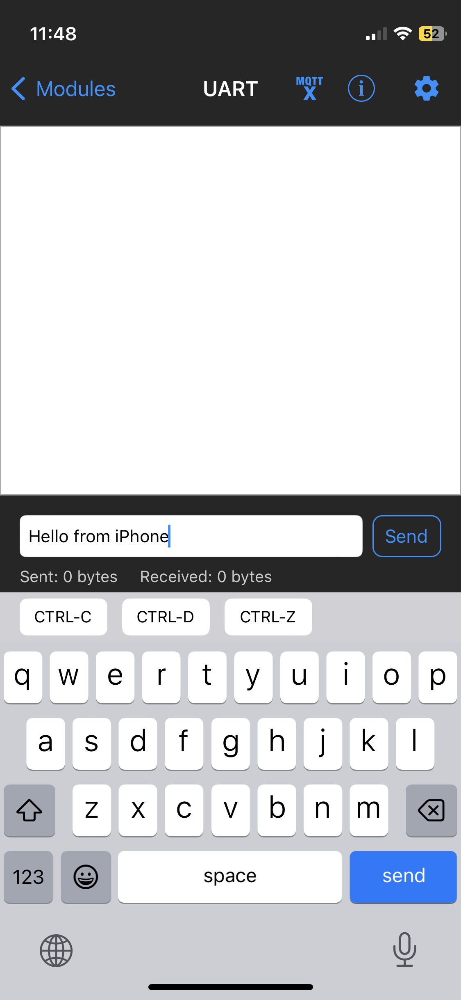 11:48
52
Modules
UART
MQTT
X
i
Hello from iPhone
Send
Sent: 0 bytes Received: 0 bytes
CTRL-C CTRL-D CTRL-Z
q w e r t y u i o p
a s d f g h j k l
z x c v b n m
123 space send